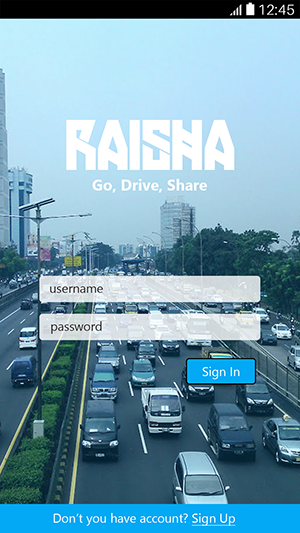 12:45
RAISHA
Go, Drive, Share
username
password
Sign In
Don't you have account? Sign Up